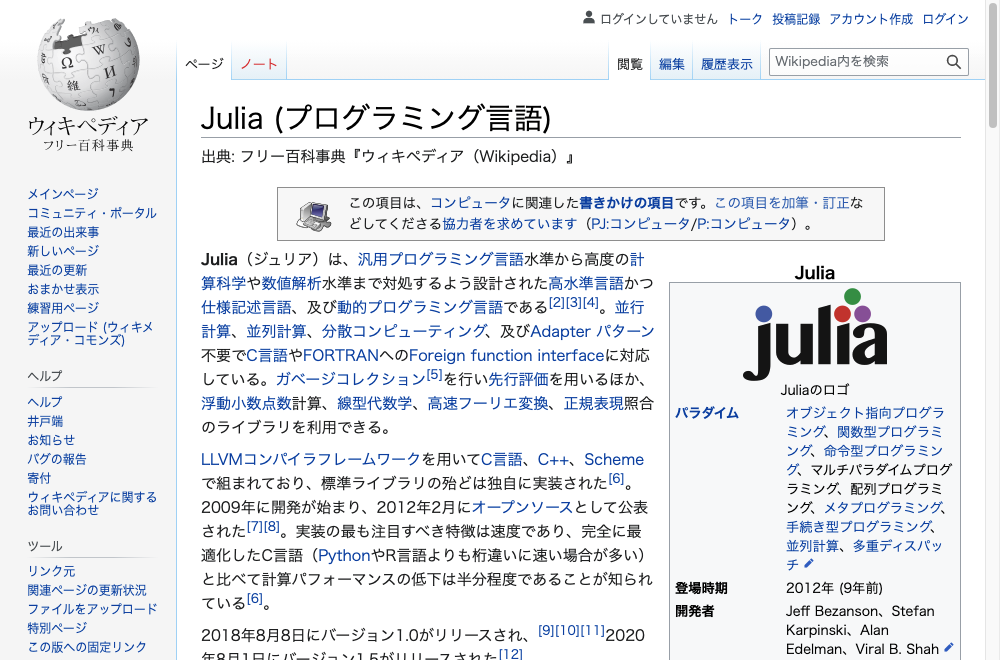 ログインしていません トーク 投稿記録 アカウント作成 ログイン
ページ ノート 閲覧 編集 履歴表示 Wikipedia内を検索
Ω W 維 И
ウィキペディア
フリー百科事典
メインページ
コミュニティ・ポータル
最近の出来事
新しいページ
最近の更新
おまかせ表示
練習用ページ
アップロード (ウィキメ
ディア・コモンズ)
ヘルプ
ヘルプ
井戸端
お知らせ
バグの報告
寄付
ウィキペディアに関する
お問い合わせ
ツール
リンク元
関連ページの更新状況
ファイルをアップロード
特別ページ
この版への固定リンク
Julia (プログラミング言語)
出典: フリー百科事典『ウィキペディア（Wikipedia）』
この項目は、コンピュータに関連した書きかけの項目です。この項目を加筆・訂正な
どしてくださる協力者を求めています（PJ:コンピュータ/P:コンピュータ）。
Julia（ジュリア）は、汎用プログラミング言語水準から高度の計
算科学や数値解析水準まで対処するよう設計された高水準言語かつ
仕様記述言語、及び動的プログラミング言語である[2][3][4]。並行
計算、並列計算、分散コンピューティング、及びAdapter パターン
不要でC言語やFORTRANへのForeign function interfaceに対応
している。ガベージコレクション[5]を行い先行評価を用いるほか、
浮動小数点数計算、線型代数学、高速フーリエ変換、正規表現照合
のライブラリを利用できる。
LLVMコンパイラフレームワークを用いてC言語、C++、Scheme
で組まれており、標準ライブラリの殆どは独自に実装された[6]。
2009年に開発が始まり、2012年2月にオープンソースとして公表
された[7][8]。実装の最も注目すべき特徴は速度であり、完全に最
適化したC言語（PythonやR言語よりも桁違いに速い場合が多い）
と比べて計算パフォーマンスの低下は半分程度であることが知られ
ている[6]。
2018年8月8日にバージョン1.0がリリースされ、[9][10][11]2020
年8月1日にバージョン1.5がリリースされた[12]
Julia
julia
Juliaのロゴ
パラダイム オブジェクト指向プログラ
ミング、関数型プログラミ
ング、命令型プログラミン
グ、マルチパラダイムプログ
ラミング、配列プログラミ
ング、メタプログラミング、
手続き型プログラミング、
並列計算、多重ディスパッ
チ
登場時期 2012年 (9年前)
開発者 Jeff Bezanson、Stefan
Karpinski、Alan
Edelman、Viral B. Shah